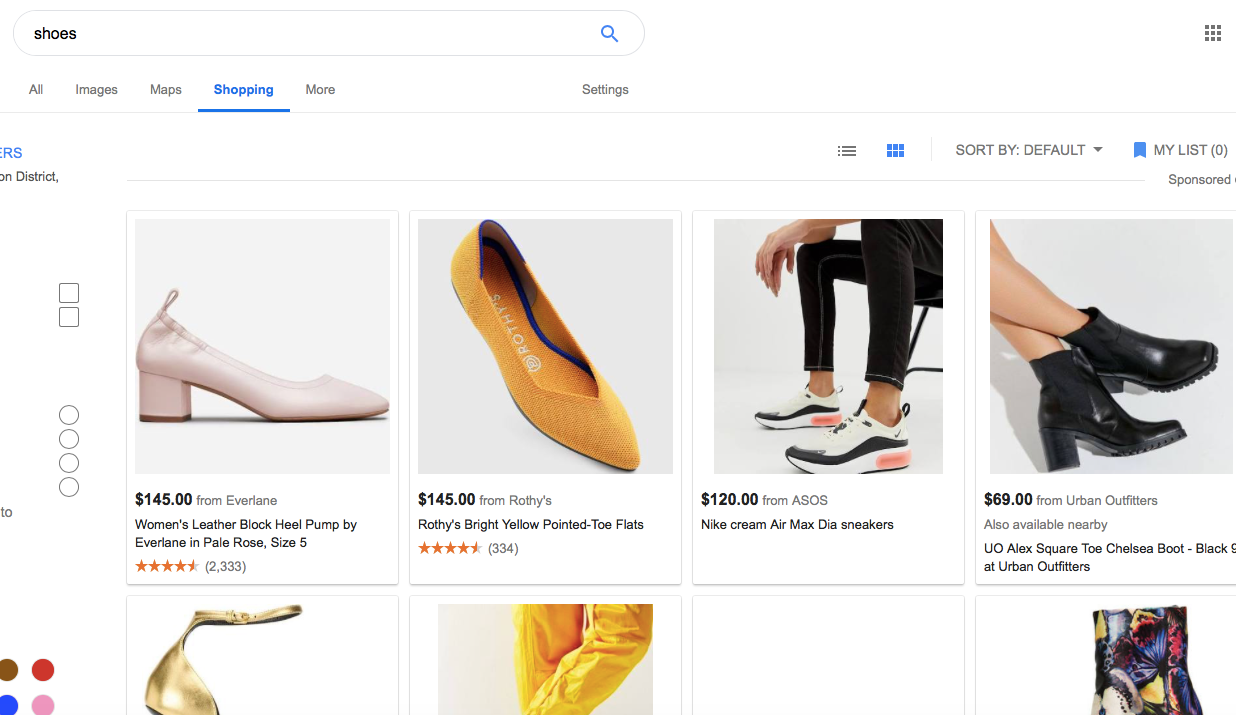 shoes
All Images Maps Shopping More Settings
ERS
on District,
SORT BY: DEFAULT
MY LIST (0)
Sponsored
to
ROTHY'S
$145.00 from Everlane
Women's Leather Block Heel Pump by
Everlane in Pale Rose, Size 5
(2,333)
$145.00 from Rothy's
Rothy's Bright Yellow Pointed-Toe Flats
(334)
$120.00 from ASOS
Nike cream Air Max Dia sneakers
$69.00 from Urban Outfitters
Also available nearby
UO Alex Square Toe Chelsea Boot - Black 9
at Urban Outfitters